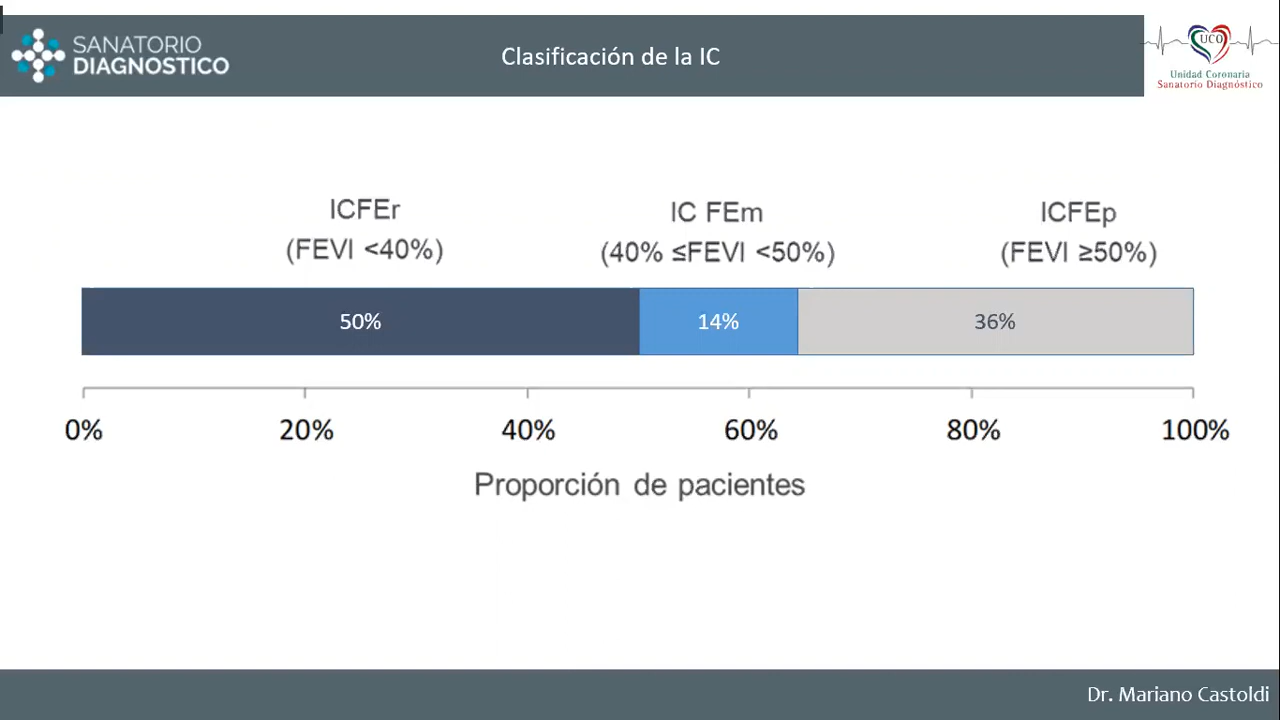 SANATORIO
DIAGNOSTICO
Clasificación de la IC
UCO
Unidad Coronaria
Sanatorio Diagnóstico
ICFEr
(FEVI <40%)
IC FEm
(40% ≤FEVI <50%)
ICFEp
(FEVI ≥50%)
50%
14%
36%
0%
20%
40%
60%
80%
100%
Proporción de pacientes
Dr. Mariano Castoldi